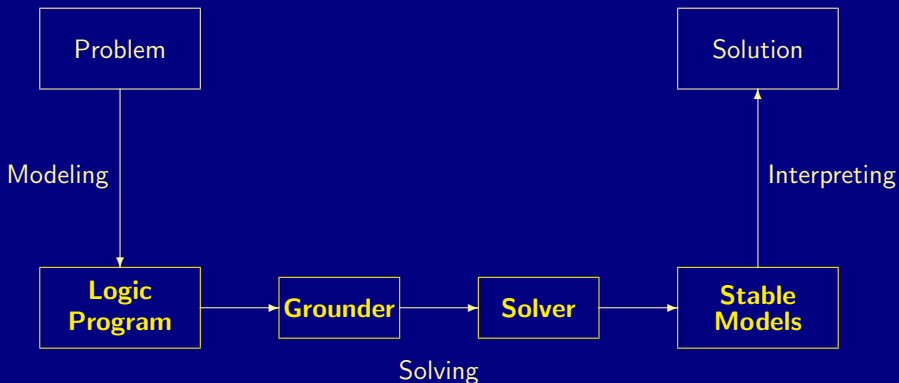 Problem
Solution
Modeling
Interpreting
Logic
Program
Grounder
Solver
Stable
Models
Solving